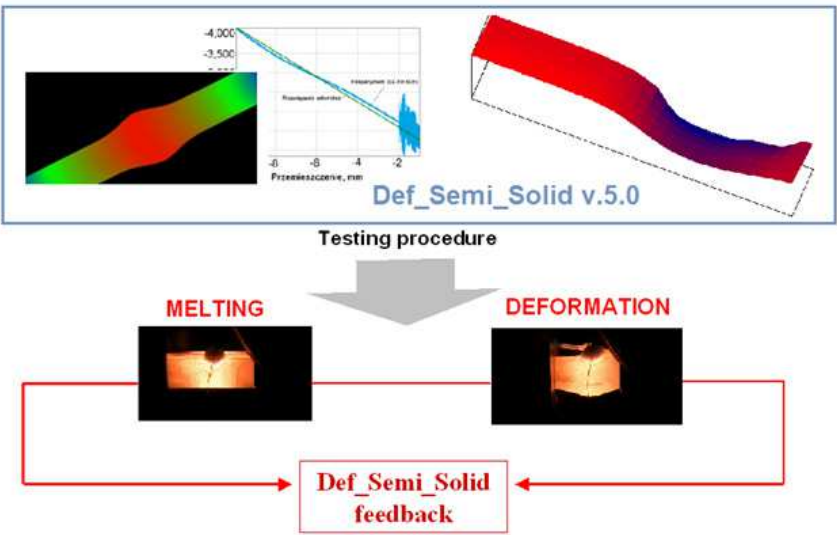 -4,000
-3,500
-8 -6 -4 -2
Przemieszczenie, mm
Def_Semi_Solid v.5.0
Testing procedure
MELTING
DEFORMATION
Def_Semi_Solid
feedback